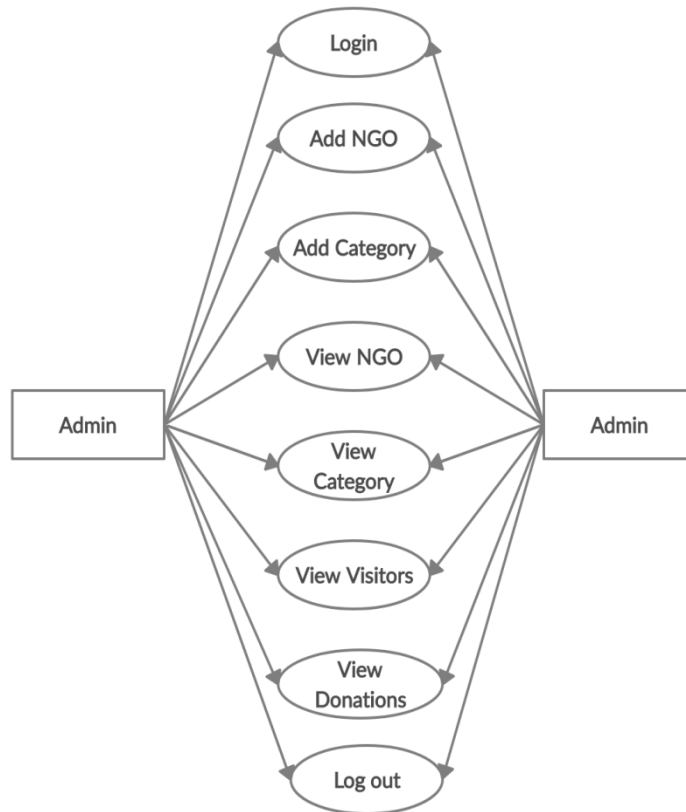 Login
Add NGO
Add Category
View NGO
Admin
Admin
View
Category
View Visitors
View
Donations
Log out